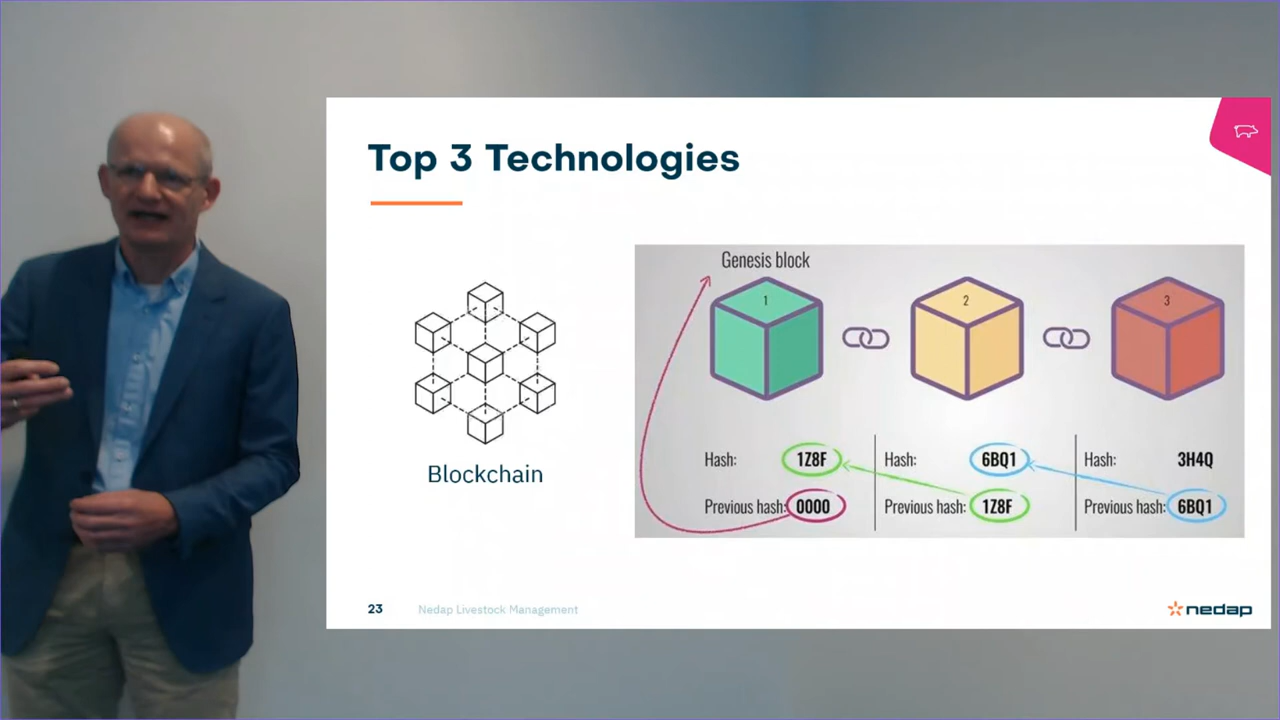 Top 3 Technologies
Blockchain
Genesis block
1
2
3
Hash: 1Z8F
Previous hash: 0000
Hash: 6BQ1
Previous hash: 1Z8F
Hash: 3H4Q
Previous hash: 6BQ1
23 Nedap Livestock Management
nedap